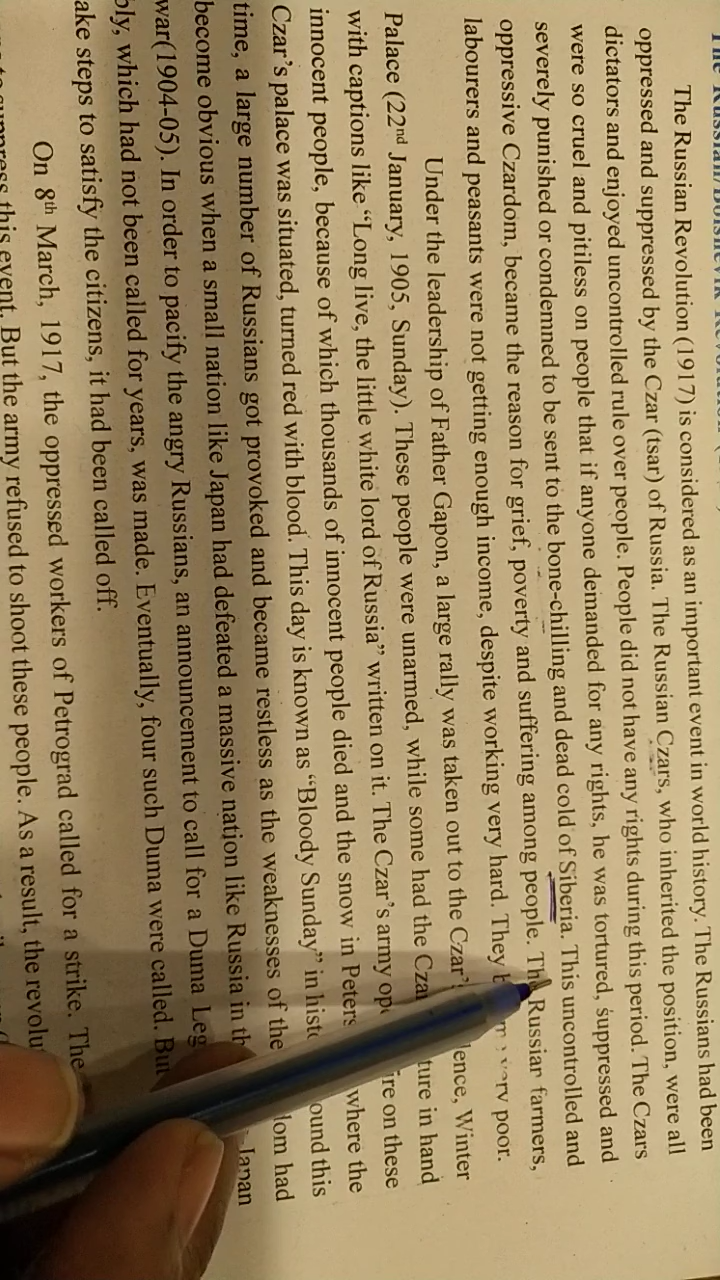 The Russian Revolution (1917) is considered as an important event in world history. The Russians had been
oppressed and suppressed by the Czar (tsar) of Russia. The Russian Czars, who inherited the position, were all
dictators and enjoyed uncontrolled rule over people. People did not have any rights during this period. The Czars
were so cruel and pitiless on people that if anyone demanded for any rights, he was tortured, suppressed and
severely punished or condemned to be sent to the bone-chilling and dead cold of Siberia. This uncontrolled and
oppressive Czardom, became the reason for grief, poverty and suffering among people. The Russian farmers,
labourers and peasants were not getting enough income, despite working very hard. They very poor.
Under the leadership of Father Gapon, a large rally was taken out to the Czar's Winter
Palace (22nd January, 1905, Sunday). These people were unarmed, while some had the in hand
with captions like "Long live, the little white lord of Russia" written on it. The Czar's army on these
innocent people, because of which thousands of innocent people died and the snow in where the
Czar's palace was situated, turned red with blood. This day is known as "Bloody Sunday" in this
time, a large number of Russians got provoked and became restless as the weaknesses of the had
become obvious when a small nation like Japan had defeated a massive nation like Russia in Japan
war(1904-05). In order to pacify the angry Russians, an announcement to call for a Duma
bly, which had not been called for years, was made. Eventually, four such Duma were called. But
ake steps to satisfy the citizens, it had been called off.
On 8th March, 1917, the oppressed workers of Petrograd called for a strike. The
this event. But the army refused to shoot these people. As a result, the revolu